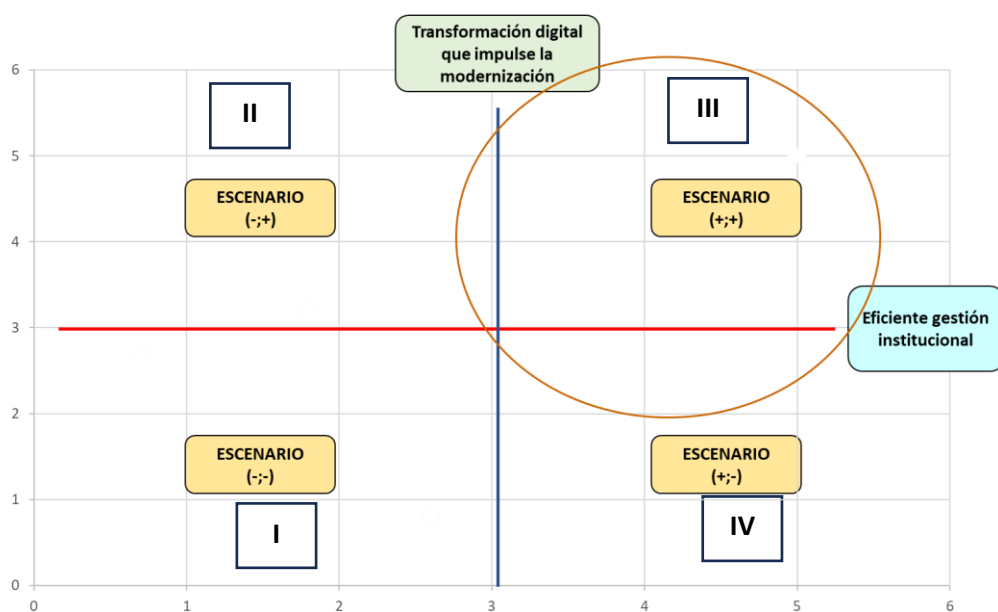 Transformación digital
que impulse la
modernización
6
II
III
5
ESCENARIO
(-;+)
ESCENARIO
(+;+)
4
Eficiente gestión
institucional
3
2
ESCENARIO
(-;-)
ESCENARIO
(+;-)
1
I
IV
0
0
1
2
3
4
5
6